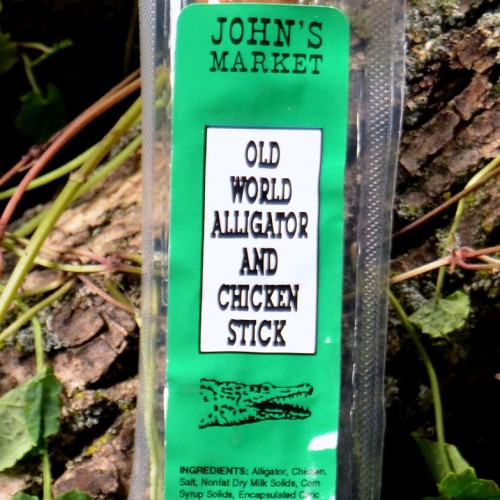 JOHN'S
MARKET
OLD
WORLD
ALLIGATOR
AND
CHICKEN
STICK
INGREDIENTS: Alligator, Chicken,
Salt, Nonfat Dry Milk Solids, Corn
Syrup Solids, Encapsulated Citric